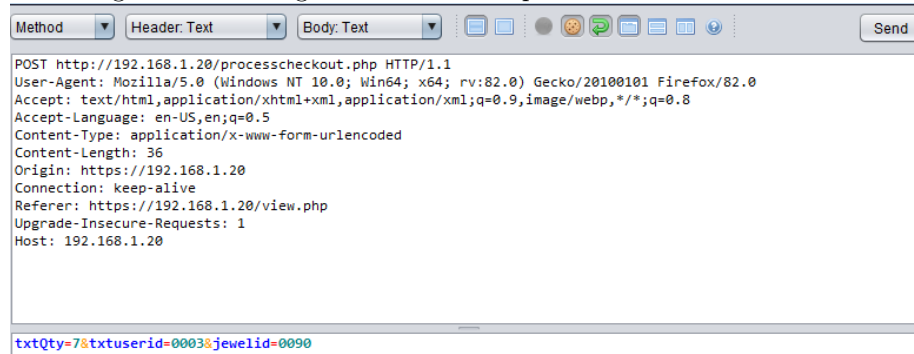 Method Header: Text Body: Text Send
POST http://192.168.1.20/processcheckout.php HTTP/1.1
User-Agent: Mozilla/5.0 (Windows NT 10.0; Win64; x64; rv:82.0) Gecko/20100101 Firefox/82.0
Accept: text/html,application/xhtml+xml,application/xml;q=0.9,image/webp,*/*;q=0.8
Accept-Language: en-US,en;q=0.5
Content-Type: application/x-www-form-urlencoded
Content-Length: 36
Origin: https://192.168.1.20
Connection: keep-alive
Referer: https://192.168.1.20/view.php
Upgrade-Insecure-Requests: 1
Host: 192.168.1.20
txtQty=7&txtuserid=0003&jewelid=0090